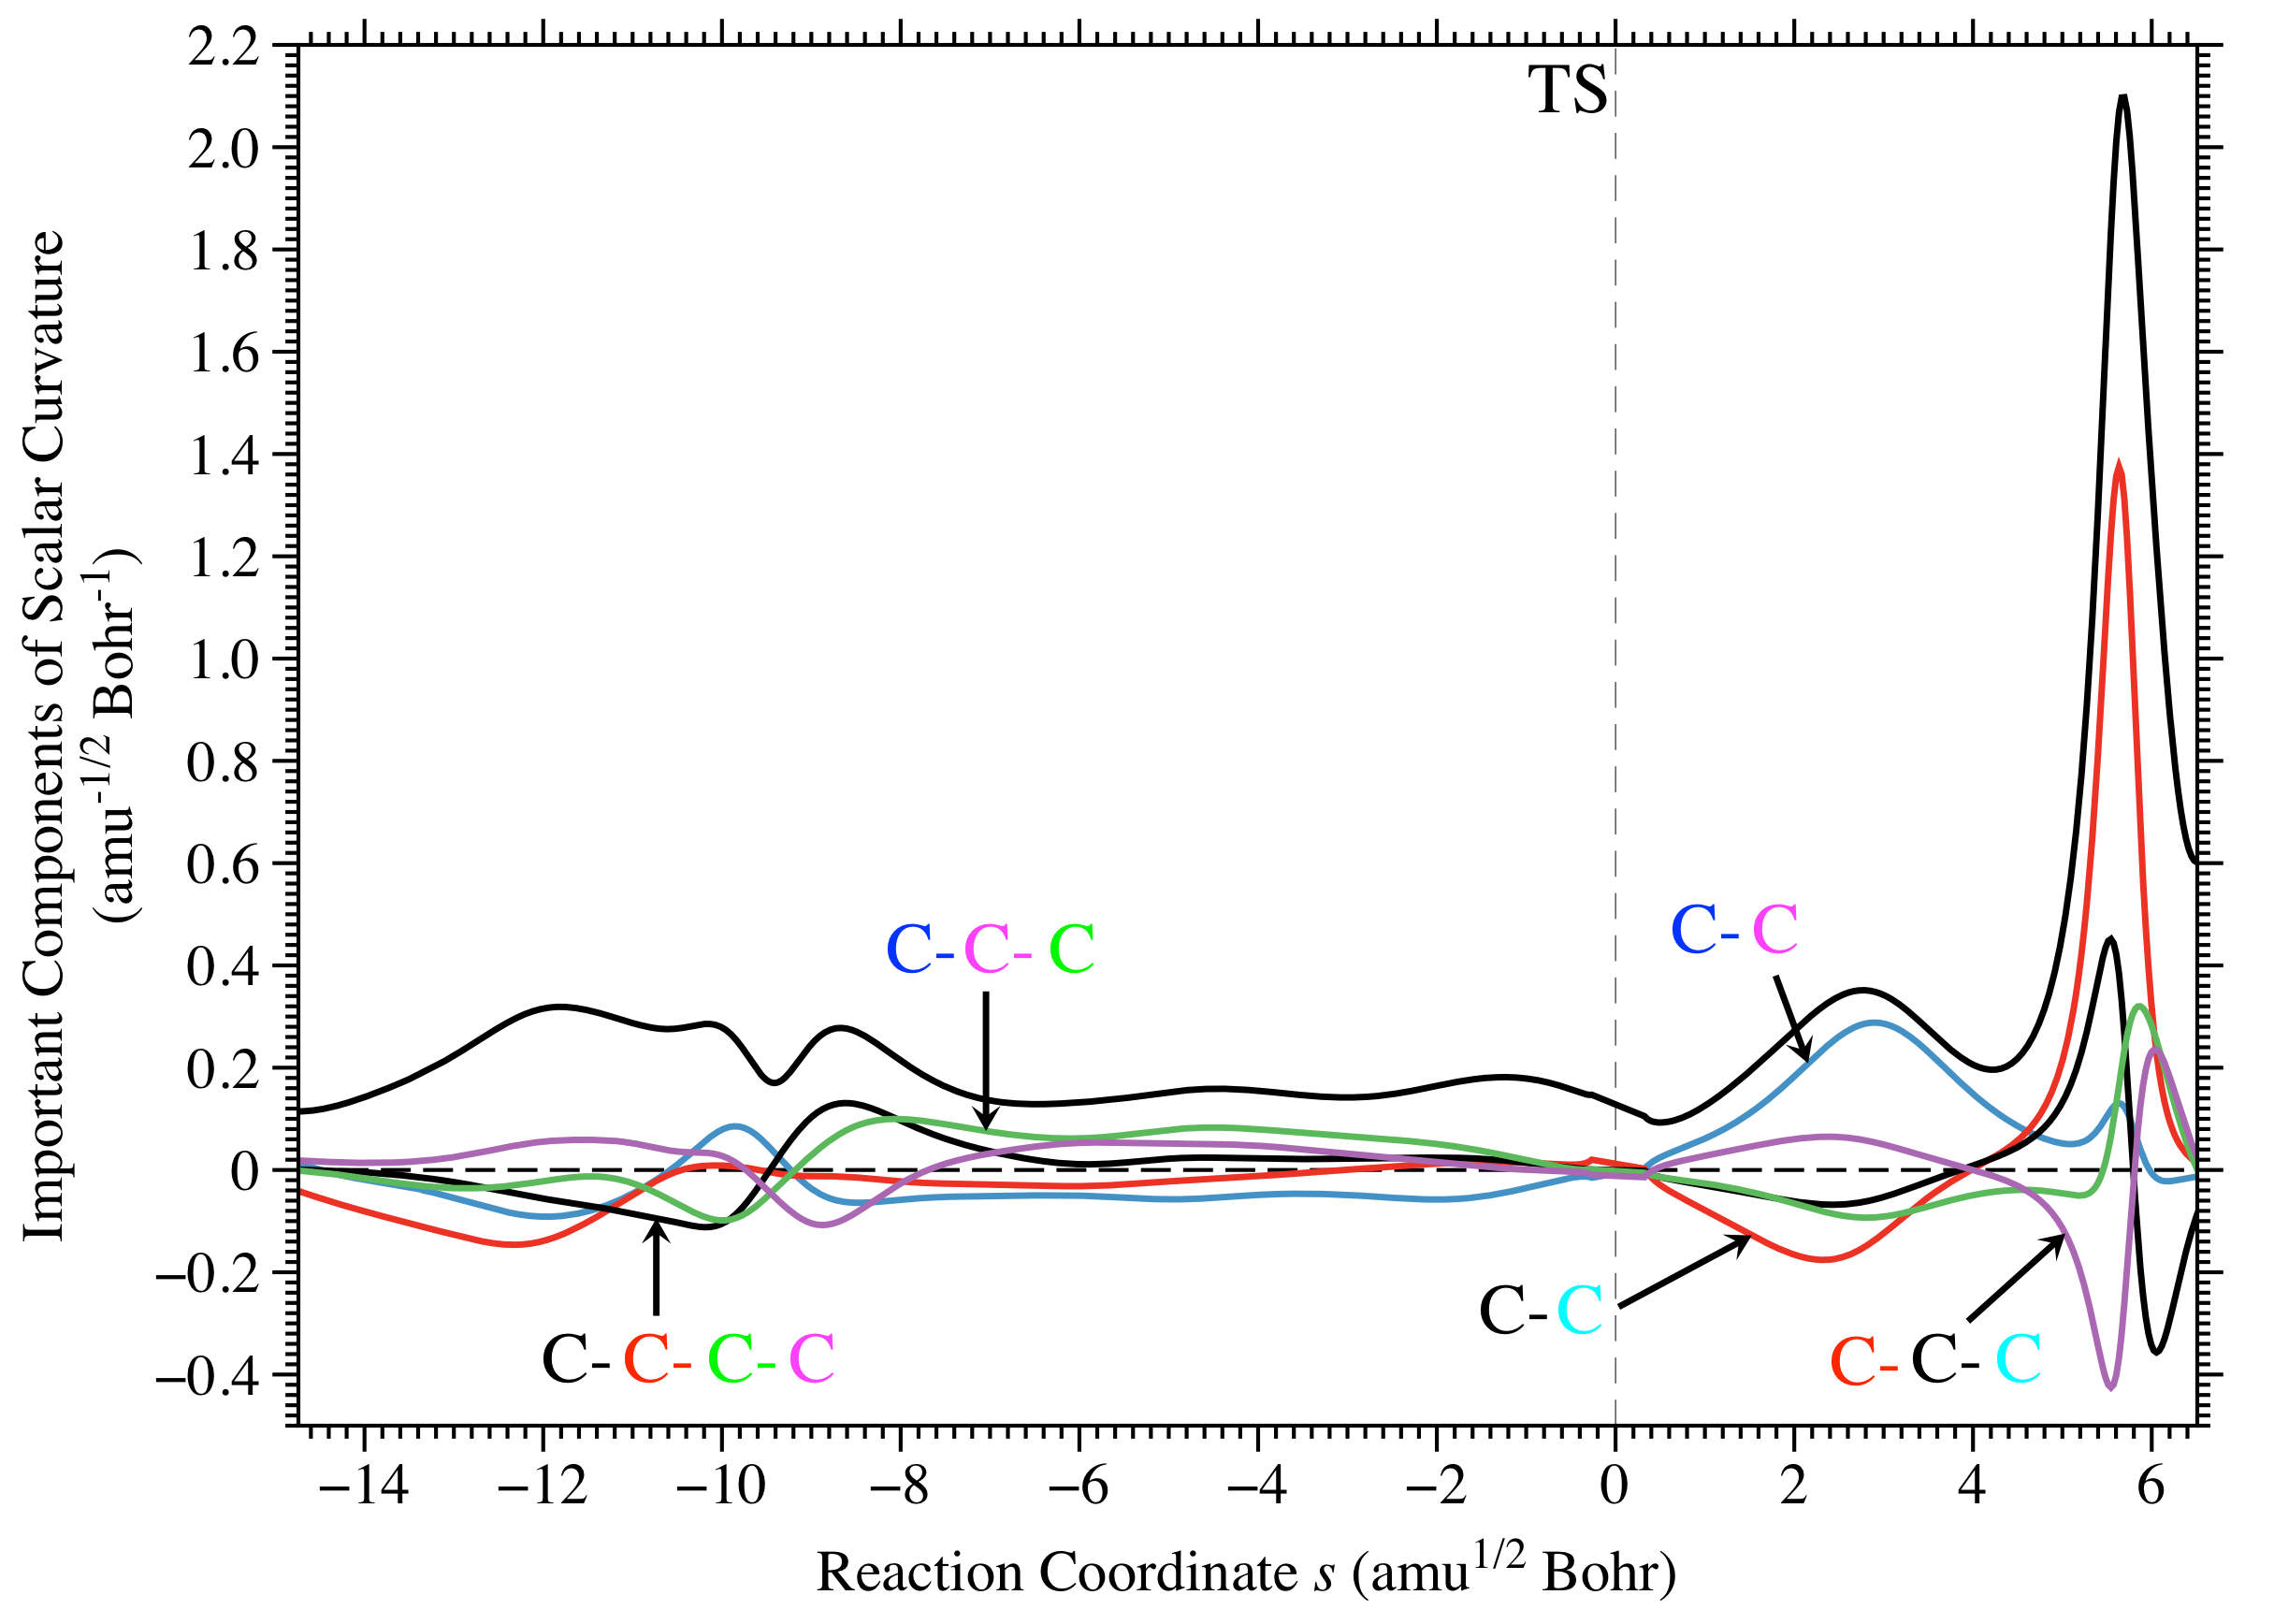 Important Components of Scalar Curvature
(amu-1/2 Bohr-1)
2.2
2.0
1.8
1.6
1.4
1.2
1.0
0.8
0.6
0.4
0.2
0
−0.2
−0.4
TS
C-C-C
C-C
C-C
C-C-C-C
C-C-C
−14 −12 −10 −8 −6 −4 −2 0 2 4 6
Reaction Coordinate s (amu1/2 Bohr)